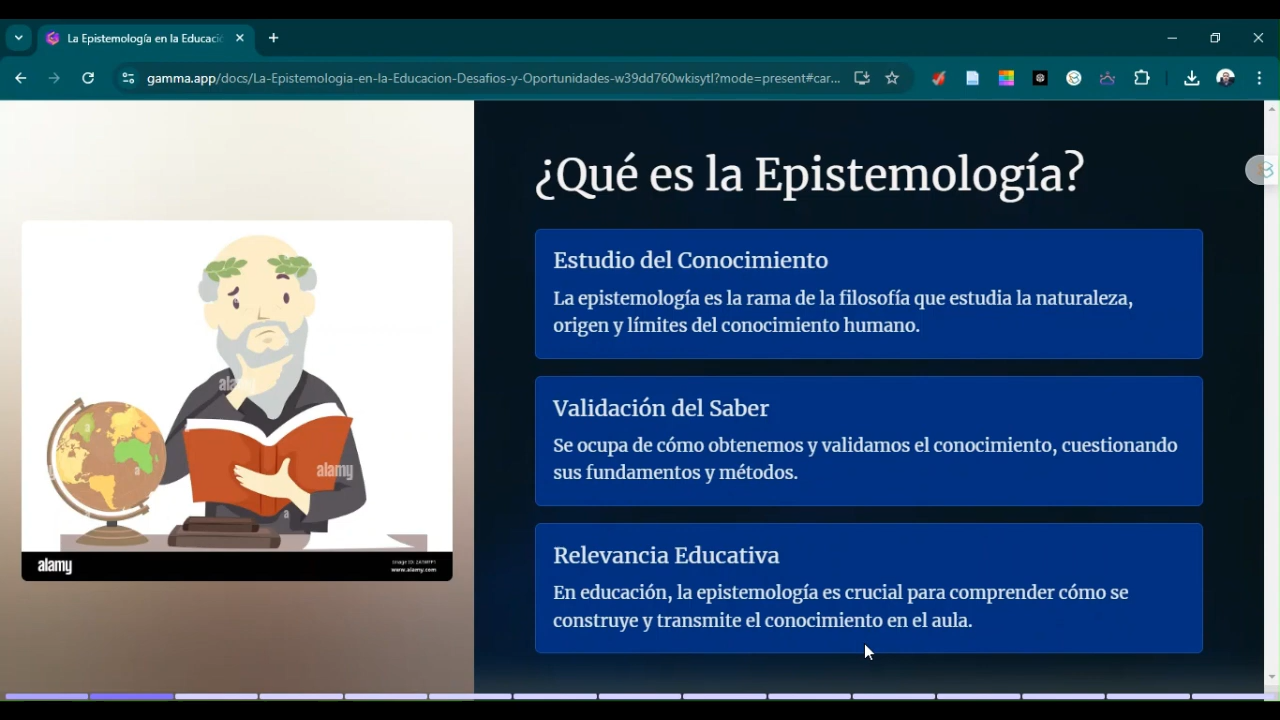 La Epistemología en la Educaci
gamma.app/docs/La-Epistemologia-en-la-Educacion-Desafios-y-Oportunidades-w39dd760wkisytl?mode=present#car...
¿Qué es la Epistemología?
Estudio del Conocimiento
La epistemología es la rama de la filosofía que estudia la naturaleza,
origen y límites del conocimiento humano.
Validación del Saber
Se ocupa de cómo obtenemos y validamos el conocimiento, cuestionando
sus fundamentos y métodos.
Relevancia Educativa
En educación, la epistemología es crucial para comprender cómo se
construye y transmite el conocimiento en el aula.
alamy
alamy
a
a
a
alamy
www.alamy.com